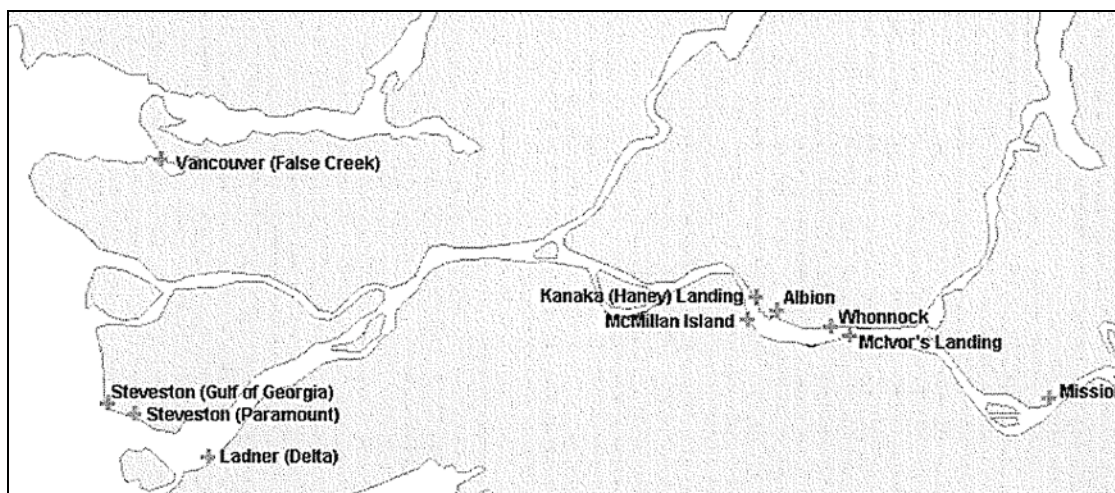 Vancouver (False Creek)
Kanaka (Haney) Landing
Albion
McMillan Island
Whonnock
McIvor's Landing
Steveston (Gulf of Georgia)
Mission
Steveston (Paramount)
Ladner (Delta)